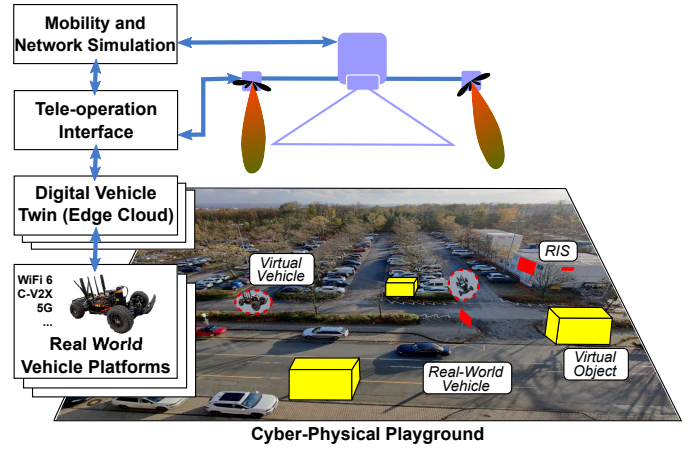 Mobility and
Network Simulation
Tele-operation
Interface
Digital Vehicle
Twin (Edge Cloud)
WiFi 6
C-V2X
5G
...
Real World
Vehicle Platforms
Virtual
Vehicle
RIS
Real-World
Vehicle
Virtual
Object
Cyber-Physical Playground